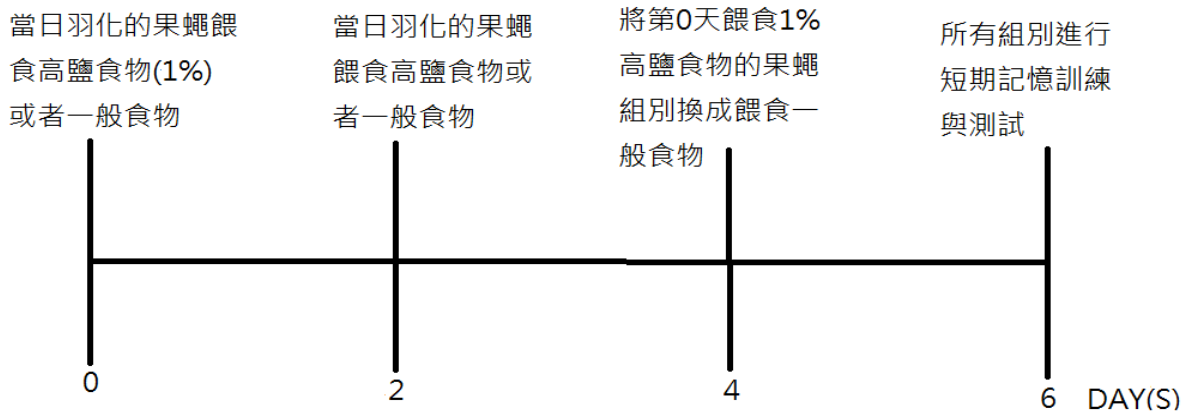 當日羽化的果蠅餵
食高鹽食物(1%)
或者一般食物
當日羽化的果蠅
餵食高鹽食物或
者一般食物
將第0天餵食1%
高鹽食物的果蠅
組別換成餵食一
般食物
所有組別進行
短期記憶訓練
與測試
0
2
4
6
DAY(S)